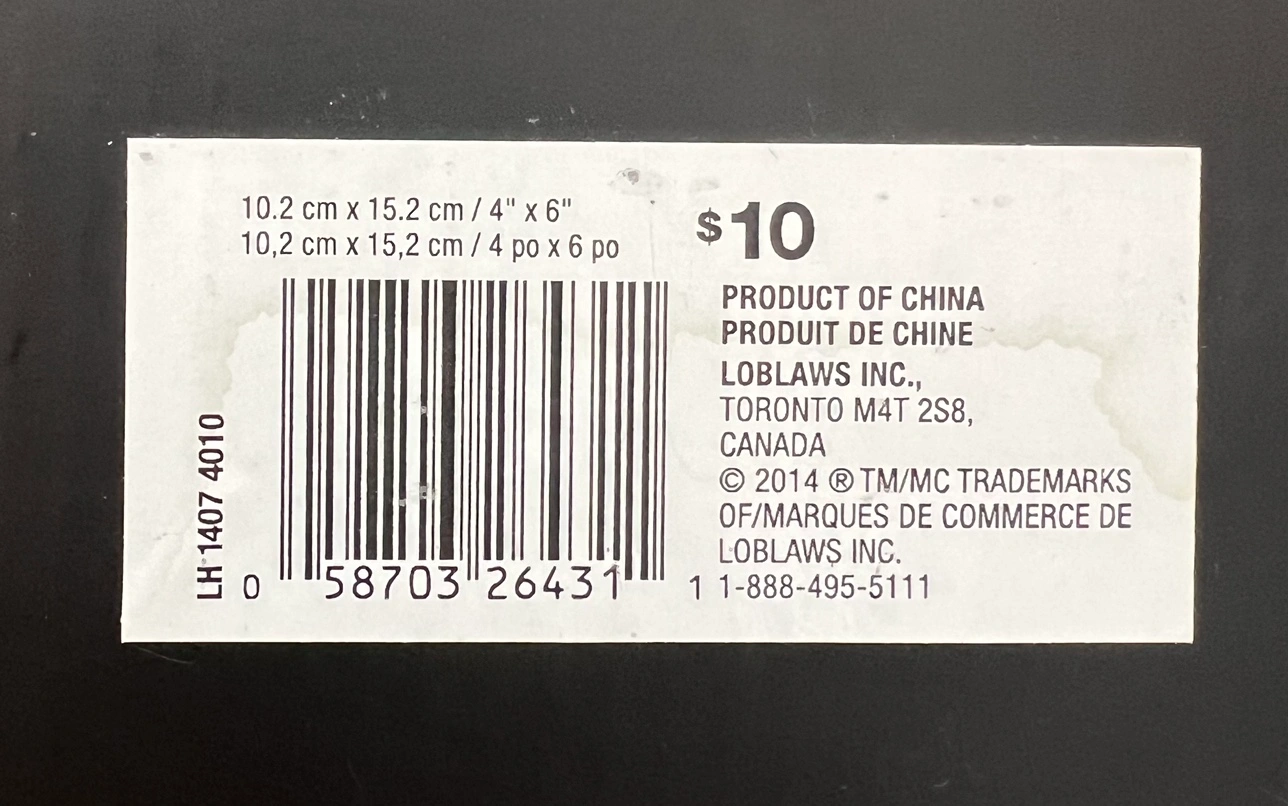 10.2 cm x 15.2 cm / 4" x 6"
10,2 cm x 15,2 cm / 4 po x 6 po
LH 1407 4010
0 58703 26431 1
$10
PRODUCT OF CHINA
PRODUIT DE CHINE
LOBLAWS INC.,
TORONTO M4T 2S8,
CANADA
© 2014 ® TM/MC TRADEMARKS
OF/MARQUES DE COMMERCE DE
LOBLAWS INC.
1-888-495-5111